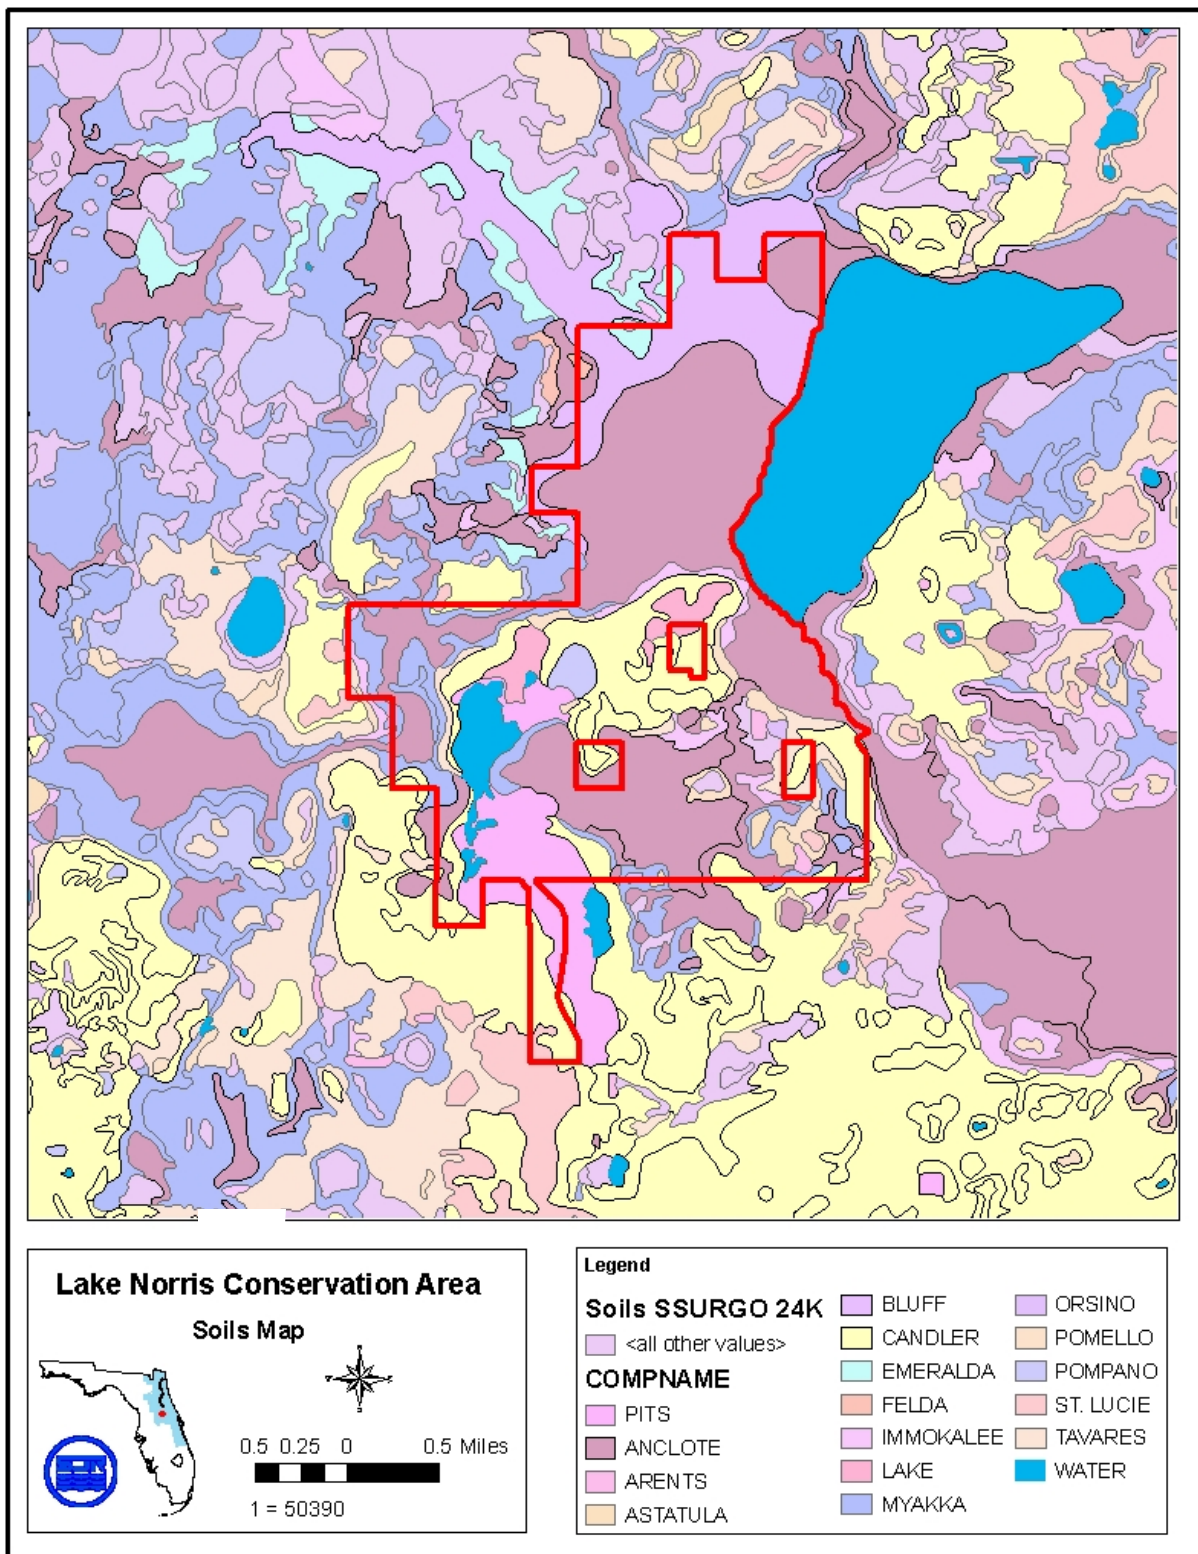 Lake Norris Conservation Area
Soils Map
0.5 0.25 0 0.5 Miles
1 = 50390
Legend
Soils SSURGO 24K
<all other values>
COMPNAME
PITS
ANCLOTE
ARENTS
ASTATULA
BLUFF
CANDLER
EMERALDA
FELDA
IMMOKALEE
LAKE
MYAKKA
ORSINO
POMELLO
POMPANO
ST. LUCIE
TAVARES
WATER